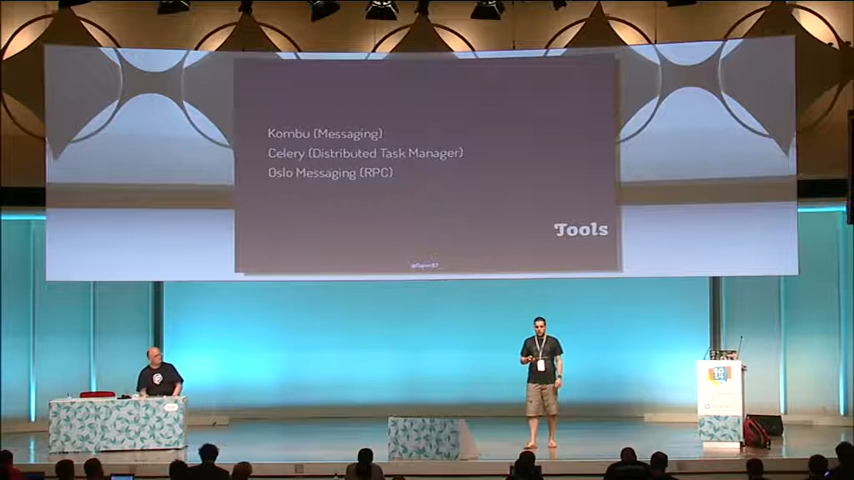 Kombu (Messaging)
Celery (Distributed Task Manager)
Oslo Messaging (RPC)
Tools